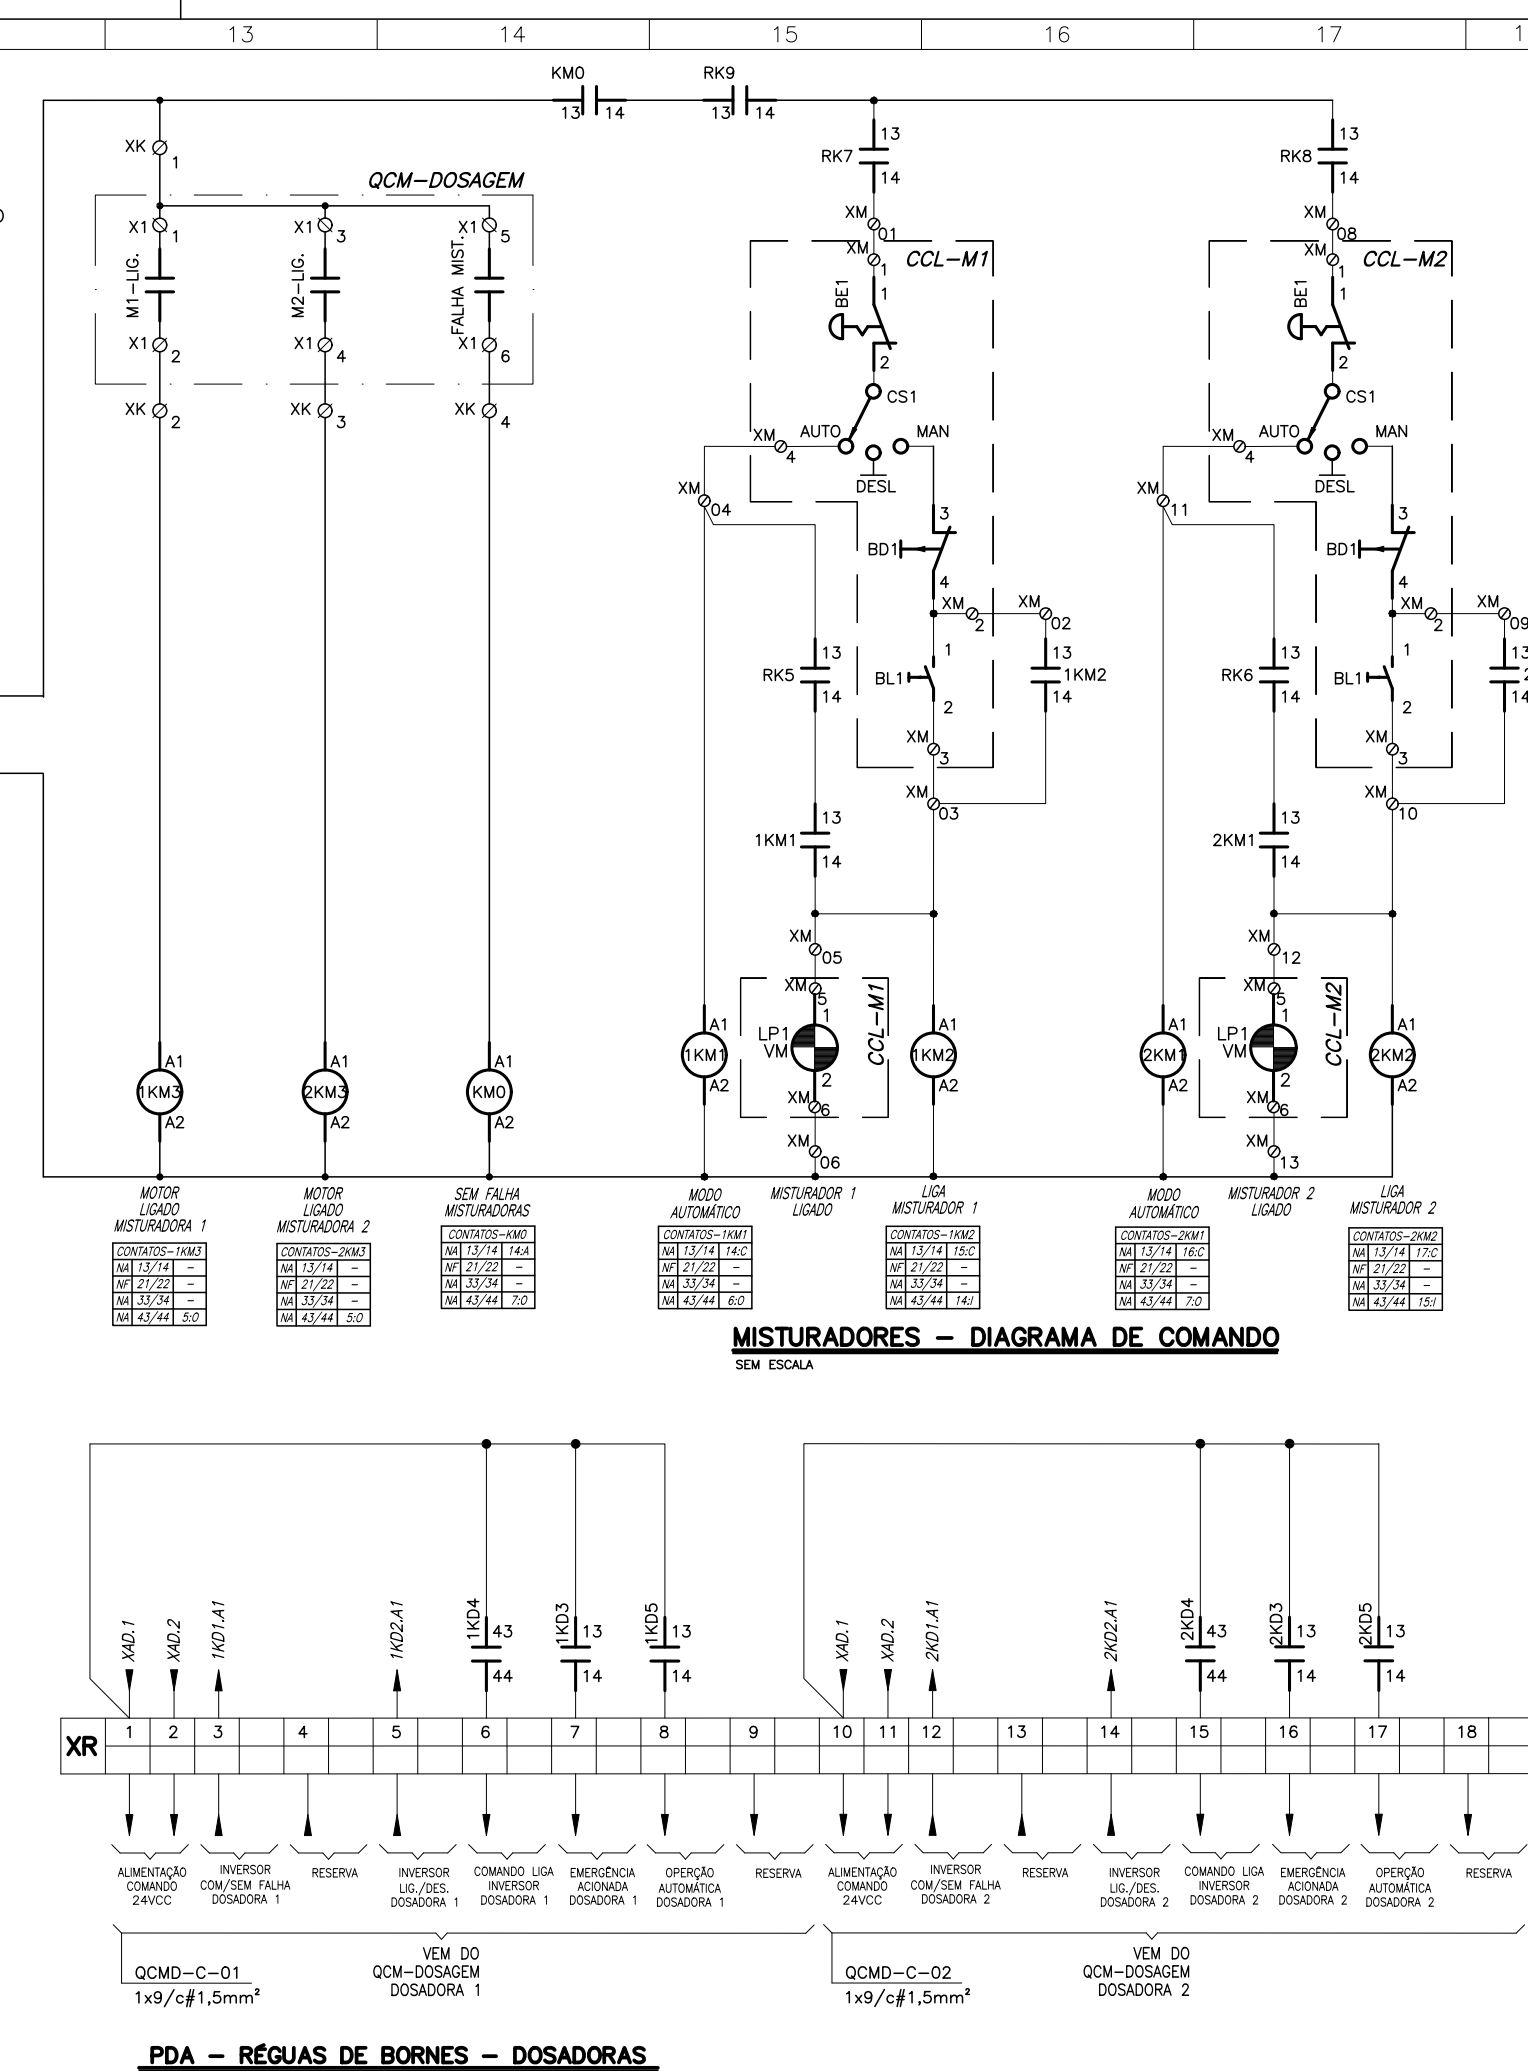 13 14 15 16 17 1
KM0 RK9
13 14 13 14
XK 1
QCM-DOSAGEM
X1 1 X1 3 X1 5
M1-LIG. M2-LIG. FALHA MIST.
X1 2 X1 4 X1 6
XK 2 XK 3 XK 4
RK7 13 14 RK8 13 14
XM 01 XM 08
XM 1 CCL-M1 XM 1 CCL-M2
BE1 1 2 BE1 1 2
CS1 CS1
XM 4 AUTO MAN XM 4 AUTO MAN
DESL DESL
XM 04 XM 11
BD1 3 4 BD1 3 4
XM 2 XM 02 XM 2 XM 09
RK5 13 14 BL1 1 2 13 1KM2 14 RK6 13 14 BL1 1 2 13 2 14
XM 3 XM 3
XM 03 XM 10
1KM1 13 14 2KM1 13 14
XM 05 XM 12
XM 5 XM 5
1KM1 A1 A2 LP1 VM 1 2 CCL-M1 1KM2 A1 A2 2KM1 A1 A2 LP1 VM 1 2 CCL-M2 2KM2 A1 A2
1KM3 A1 A2 2KM3 A1 A2 KM0 A1 A2
XM 6 XM 6
XM 06 XM 13
MOTOR
LIGADO
MISTURADORA 1
MOTOR
LIGADO
MISTURADORA 2
SEM FALHA
MISTURADORAS
MODO
AUTOMÁTICO
MISTURADOR 1
LIGADO
LIGA
MISTURADOR 1
MODO
AUTOMÁTICO
MISTURADOR 2
LIGADO
LIGA
MISTURADOR 2
CONTATOS-1KM3
NA 13/14 -
NF 21/22 -
NA 33/34 -
NA 43/44 5:0
CONTATOS-2KM3
NA 13/14 -
NF 21/22 -
NA 33/34 -
NA 43/44 5:0
CONTATOS-KM0
NA 13/14 14:A
NF 21/22 -
NA 33/34 -
NA 43/44 7:0
CONTATOS-1KM1
NA 13/14 14:C
NF 21/22 -
NA 33/34 -
NA 43/44 6:0
CONTATOS-1KM2
NA 13/14 15:C
NF 21/22 -
NA 33/34 -
NA 43/44 14:I
CONTATOS-2KM1
NA 13/14 16:C
NF 21/22 -
NA 33/34 -
NA 43/44 7:0
CONTATOS-2KM2
NA 13/14 17:C
NF 21/22 -
NA 33/34 -
NA 43/44 15:I
MISTURADORES - DIAGRAMA DE COMANDO
SEM ESCALA
XAD.1 XAD.2 1KD1.A1 1KD2.A1 1KD4 43 44 1KD3 13 14 1KD5 13 14 XAD.1 XAD.2 2KD1.A1 2KD2.A1 2KD4 43 44 2KD3 13 14 2KD5 13 14
XR 1 2 3 4 5 6 7 8 9 10 11 12 13 14 15 16 17 18
ALIMENTAÇÃO
COMANDO
24VCC
INVERSOR
COM/SEM FALHA
DOSADORA 1
RESERVA
INVERSOR
LIG./DES.
DOSADORA 1
COMANDO LIGA
INVERSOR
DOSADORA 1
EMERGÊNCIA
ACIONADA
DOSADORA 1
OPERÇÃO
AUTOMÁTICA
DOSADORA 1
RESERVA
ALIMENTAÇÃO
COMANDO
24VCC
INVERSOR
COM/SEM FALHA
DOSADORA 2
RESERVA
INVERSOR
LIG./DES.
DOSADORA 2
COMANDO LIGA
INVERSOR
DOSADORA 2
EMERGÊNCIA
ACIONADA
DOSADORA 2
OPERÇÃO
AUTOMÁTICA
DOSADORA 2
RESERVA
QCMD-C-01
1x9/c#1,5mm²
VEM DO
QCM-DOSAGEM
DOSADORA 1
QCMD-C-02
1x9/c#1,5mm²
VEM DO
QCM-DOSAGEM
DOSADORA 2
PDA - RÉGUAS DE BORNES - DOSADORAS